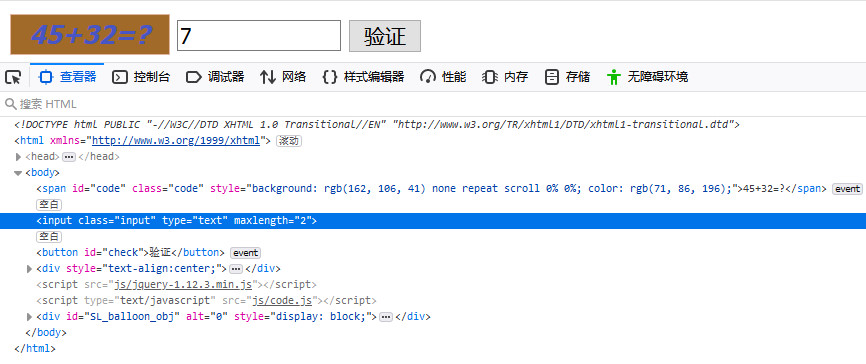 45+32=? 7 验证
查看器 控制台 调试器 网络 {} 样式编辑器 性能 内存 存储 无障碍环境
搜索 HTML
<!DOCTYPE html PUBLIC "-//W3C//DTD XHTML 1.0 Transitional//EN" "http://www.w3.org/TR/xhtml1/DTD/xhtml1-transitional.dtd">
<html xmlns="http://www.w3.org/1999/xhtml"> 滚动
<head>…</head>
<body>
<span id="code" class="code" style="background: rgb(162, 106, 41) none repeat scroll 0% 0%; color: rgb(71, 86, 196);">45+32=?</span> event
空白
<input class="input" type="text" maxlength="2">
空白
<button id="check">验证</button> event
<div style="text-align:center;">…</div>
<script src="js/jquery-1.12.3.min.js"></script>
<script type="text/javascript" src="js/code.js"></script>
<div id="SL_balloon_obj" alt="0" style="display: block;">…</div>
</body>
</html>